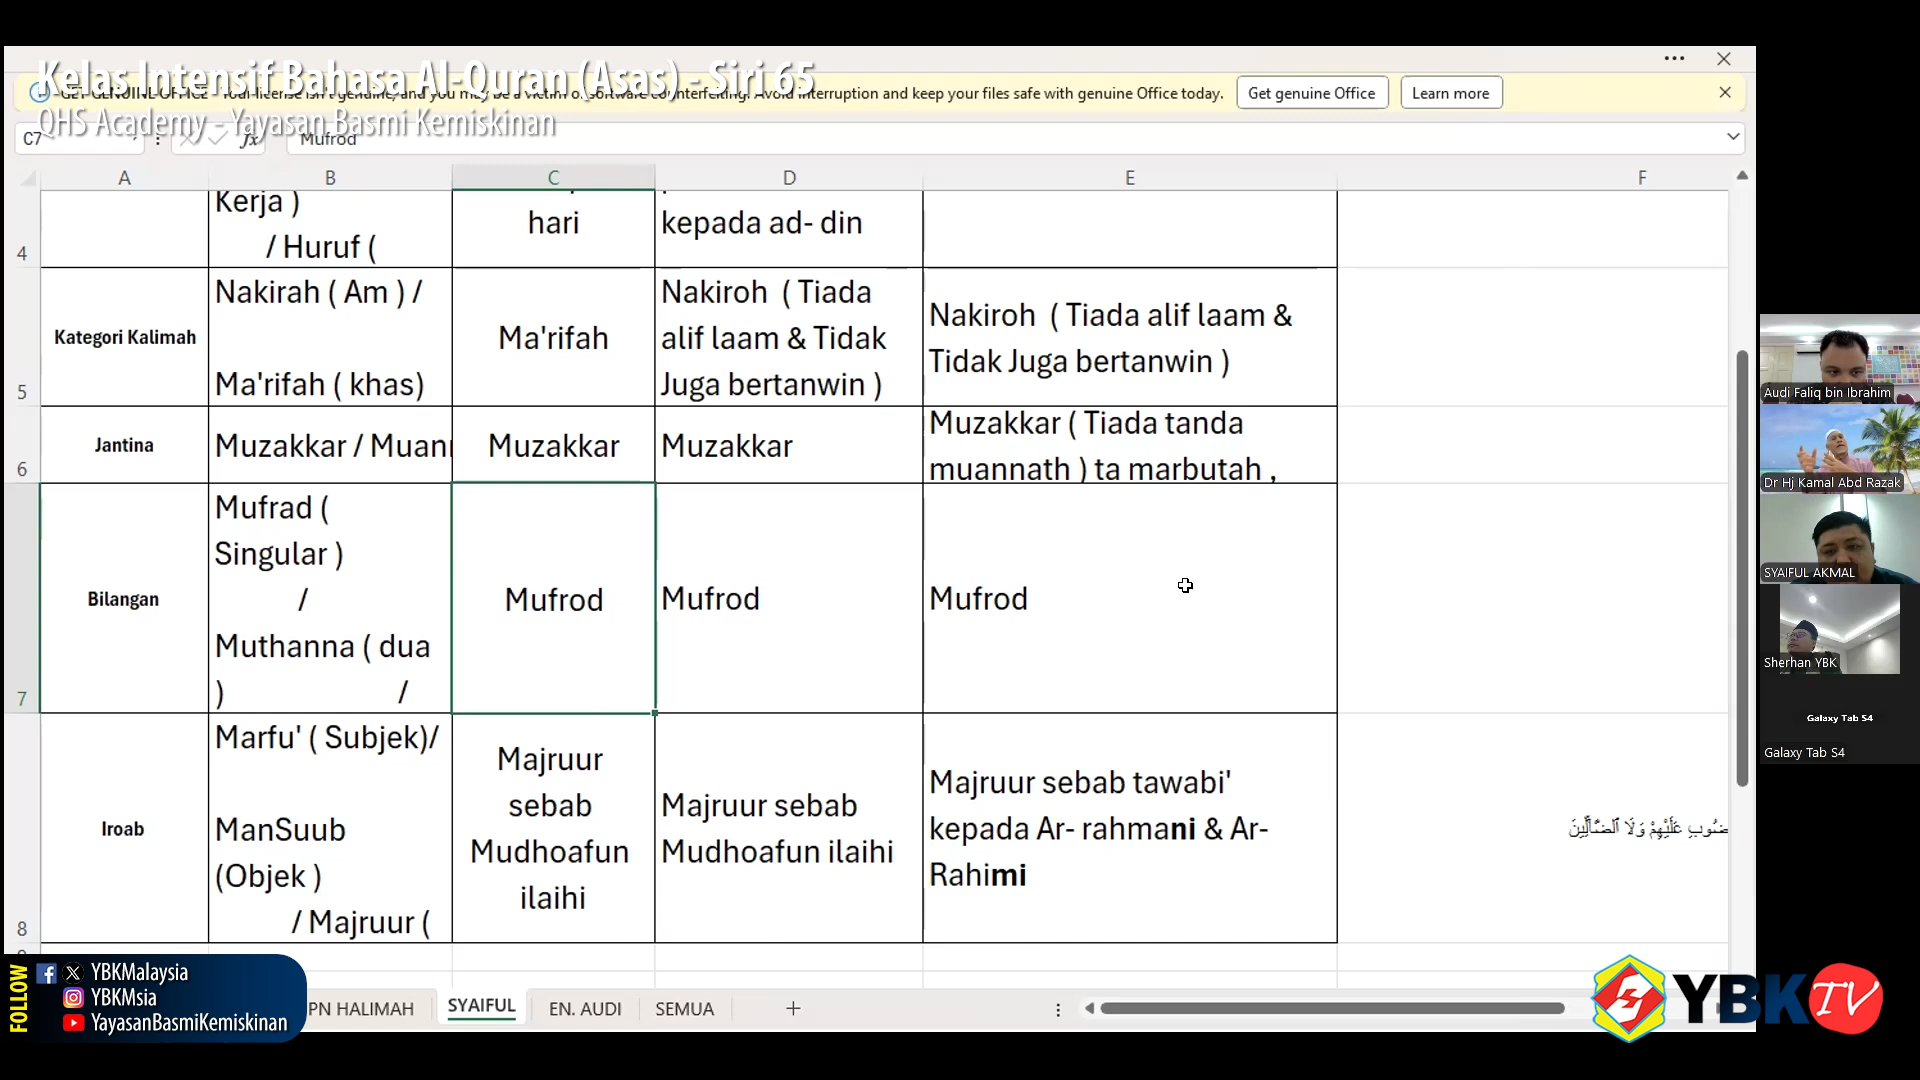 Kelas Intensif Bahasa Al-Quran (Asas) - Siri 65
QHS Academy - Yayasan Basmi Kemiskinan
Get genuine Office
Learn more
C7
fx
Mufrod
A B C D E F
4
Kerja )
/ Huruf (
hari
kepada ad- din
5
Kategori Kalimah
Nakirah ( Am ) /
Ma'rifah ( khas)
Ma'rifah
Nakiroh ( Tiada
alif laam & Tidak
Juga bertanwin )
Nakiroh ( Tiada alif laam &
Tidak Juga bertanwin )
6
Jantina
Muzakkar / Muan
Muzakkar
Muzakkar
Muzakkar ( Tiada tanda
muannath ) ta marbutah ,
7
Bilangan
Mufrad (
Singular )
/
Muthanna ( dua
) /
Mufrod
Mufrod
Mufrod
8
Iroab
Marfu' ( Subjek)/
ManSuub
(Objek )
/ Majruur (
Majruur
sebab
Mudhoafun
ilaihi
Majruur sebab
Mudhoafun ilaihi
Majruur sebab tawabi'
kepada Ar- rahmani & Ar-
Rahimi
عَلَيْهِمْ وَلَا ٱلضَّآلِّينَ
PN HALIMAH
SYAIFUL
EN. AUDI
SEMUA
Audi Faliq bin Ibrahim
Dr Hj Kamal Abd Razak
SYAIFUL AKMAL
Sherhan YBK
Galaxy Tab S4
Galaxy Tab S4
FOLLOW
YBKMalaysia
YBKMsia
YayasanBasmiKemiskinan
YBK TV